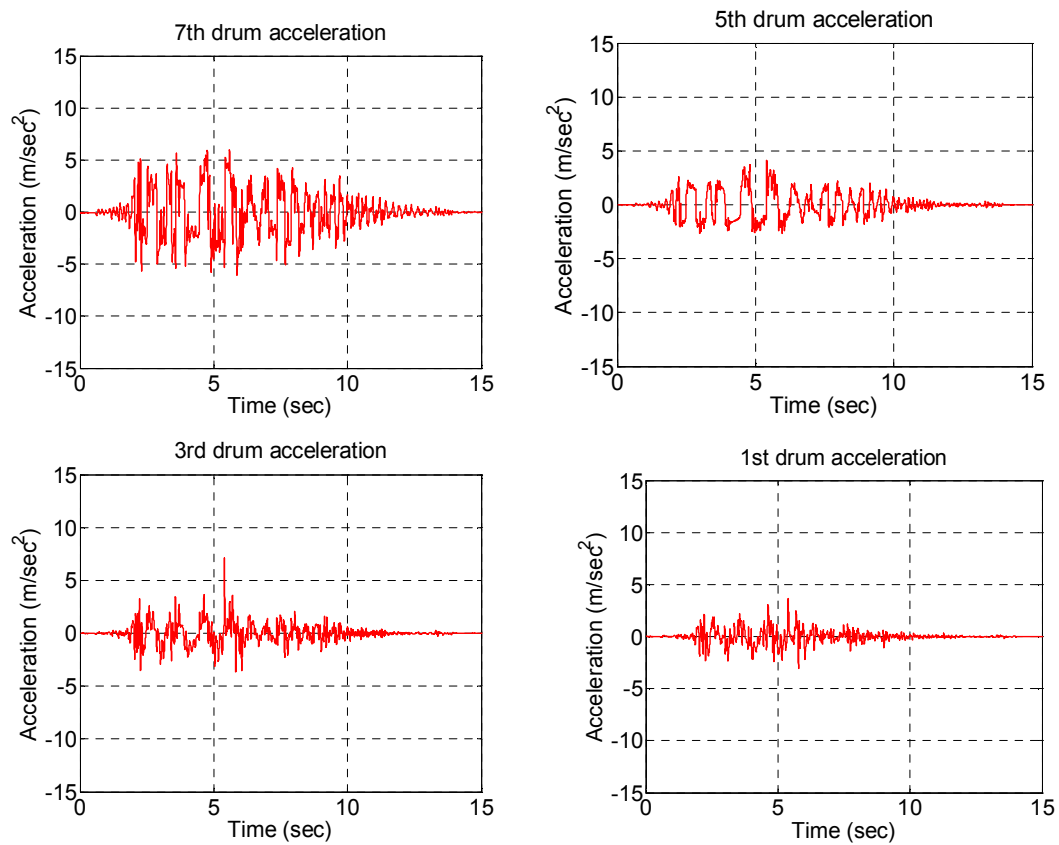 7th drum acceleration
15
10
5
0
-5
-10
-15
Acceleration (m/sec²)
0 5 10 15
Time (sec)
5th drum acceleration
15
10
5
0
-5
-10
-15
Acceleration (m/sec²)
0 5 10 15
Time (sec)
3rd drum acceleration
15
10
5
0
-5
-10
-15
Acceleration (m/sec²)
0 5 10 15
Time (sec)
1st drum acceleration
15
10
5
0
-5
-10
-15
Acceleration (m/sec²)
0 5 10 15
Time (sec)